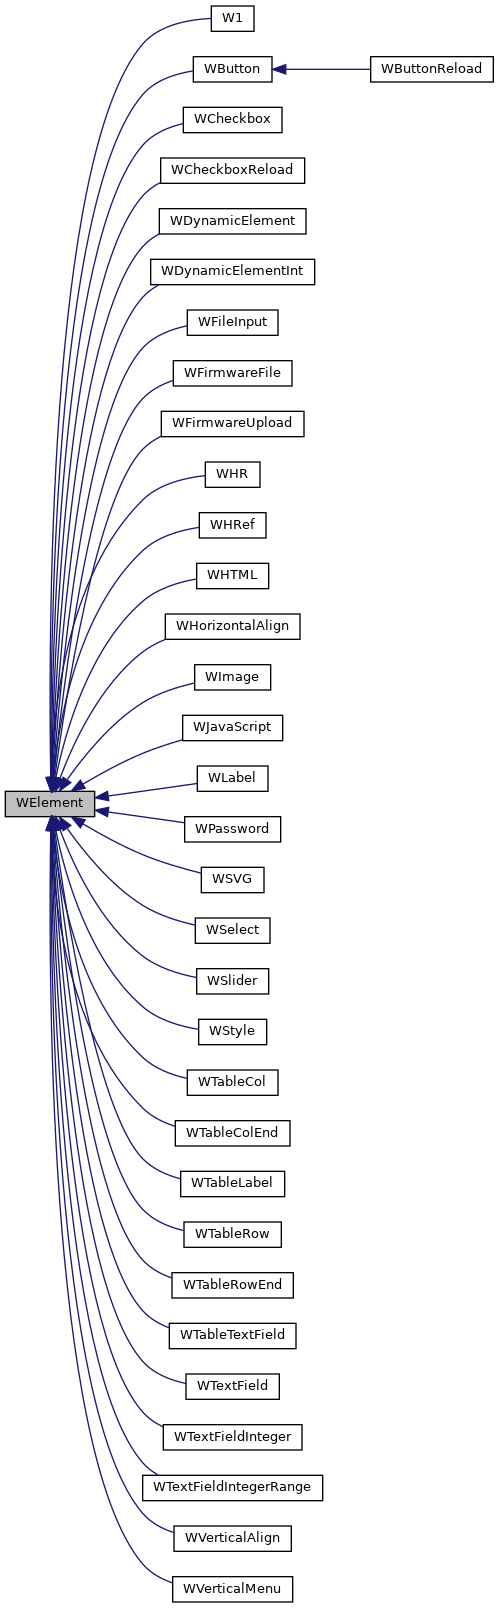 W1
WButton
WButtonReload
WCheckbox
WCheckboxReload
WDynamicElement
WDynamicElementInt
WFileInput
WFirmwareFile
WFirmwareUpload
WHR
WHRef
WHTML
WHorizontalAlign
WImage
WJavaScript
WLabel
WElement
WPassword
WSVG
WSelect
WSlider
WStyle
WTableCol
WTableColEnd
WTableLabel
WTableRow
WTableRowEnd
WTableTextField
WTextField
WTextFieldInteger
WTextFieldIntegerRange
WVerticalAlign
WVerticalMenu